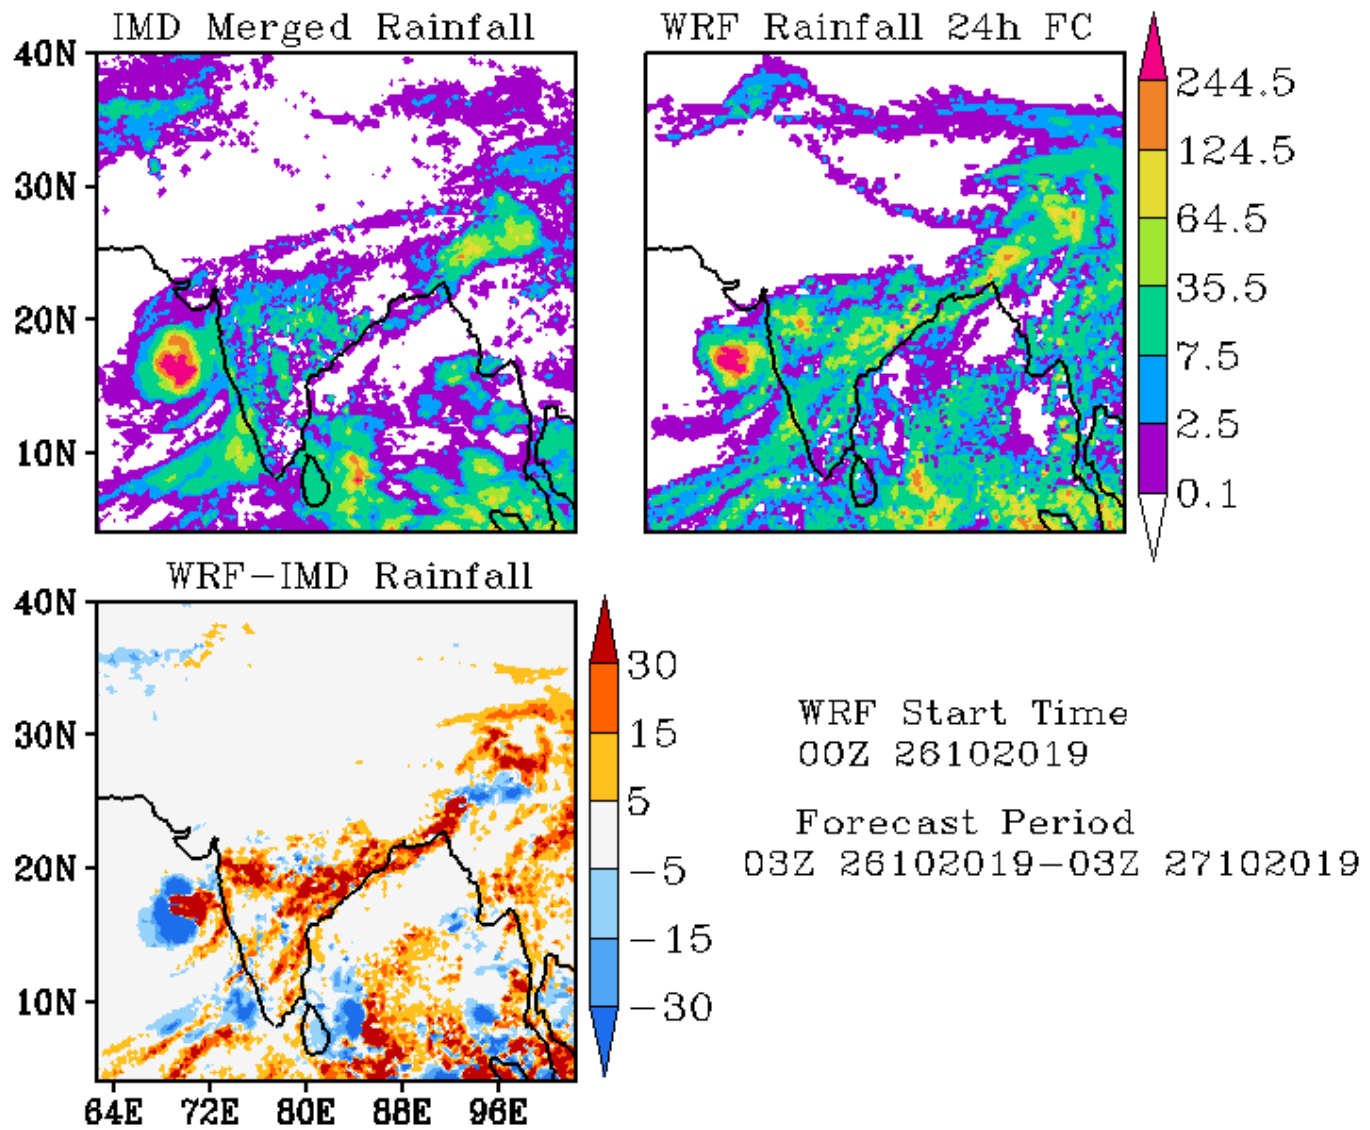 IMD Merged Rainfall
WRF Rainfall 24h FC
40N
30N
20N
10N
244.5
124.5
64.5
35.5
7.5
2.5
0.1
WRF-IMD Rainfall
40N
30N
20N
10N
64E 72E 80E 88E 96E
30
15
5
-5
-15
-30
WRF Start Time
00Z 26102019
Forecast Period
03Z 26102019-03Z 27102019